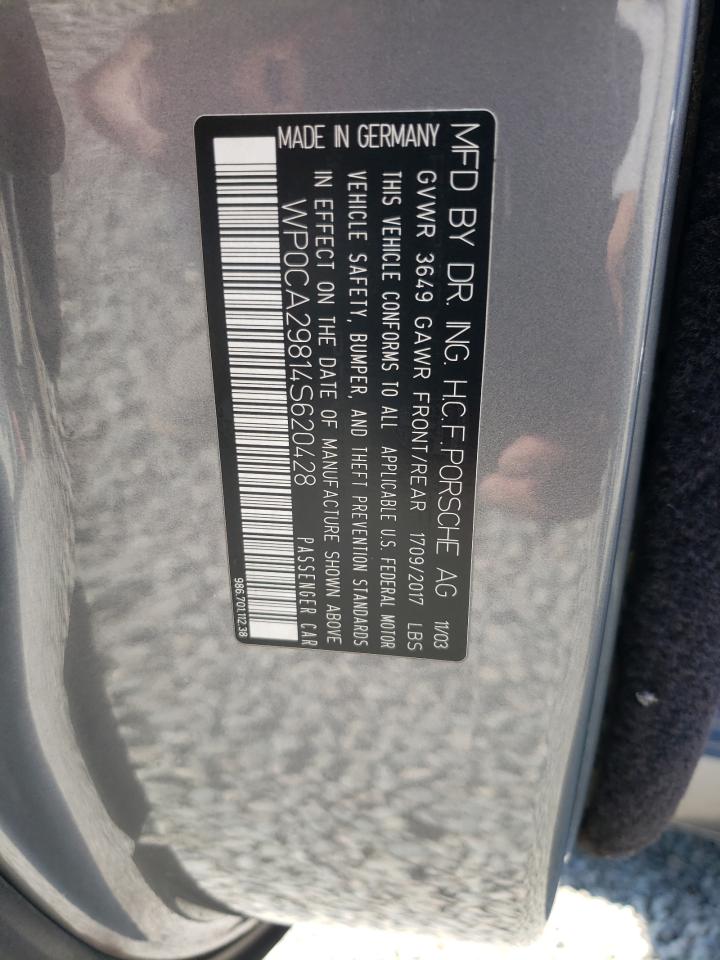 MFD BY DR. ING. H.C.F. PORSCHE AG 11/03
GVWR 3649 GAWR FRONT/REAR 1709/2017 LBS
THIS VEHICLE CONFORMS TO ALL APPLICABLE U.S. FEDERAL MOTOR
VEHICLE SAFETY, BUMPER, AND THEFT PREVENTION STANDARDS
IN EFFECT ON THE DATE OF MANUFACTURE SHOWN ABOVE
WP0CA29814S620428 PASSENGER CAR
MADE IN GERMANY
986.701.112.38